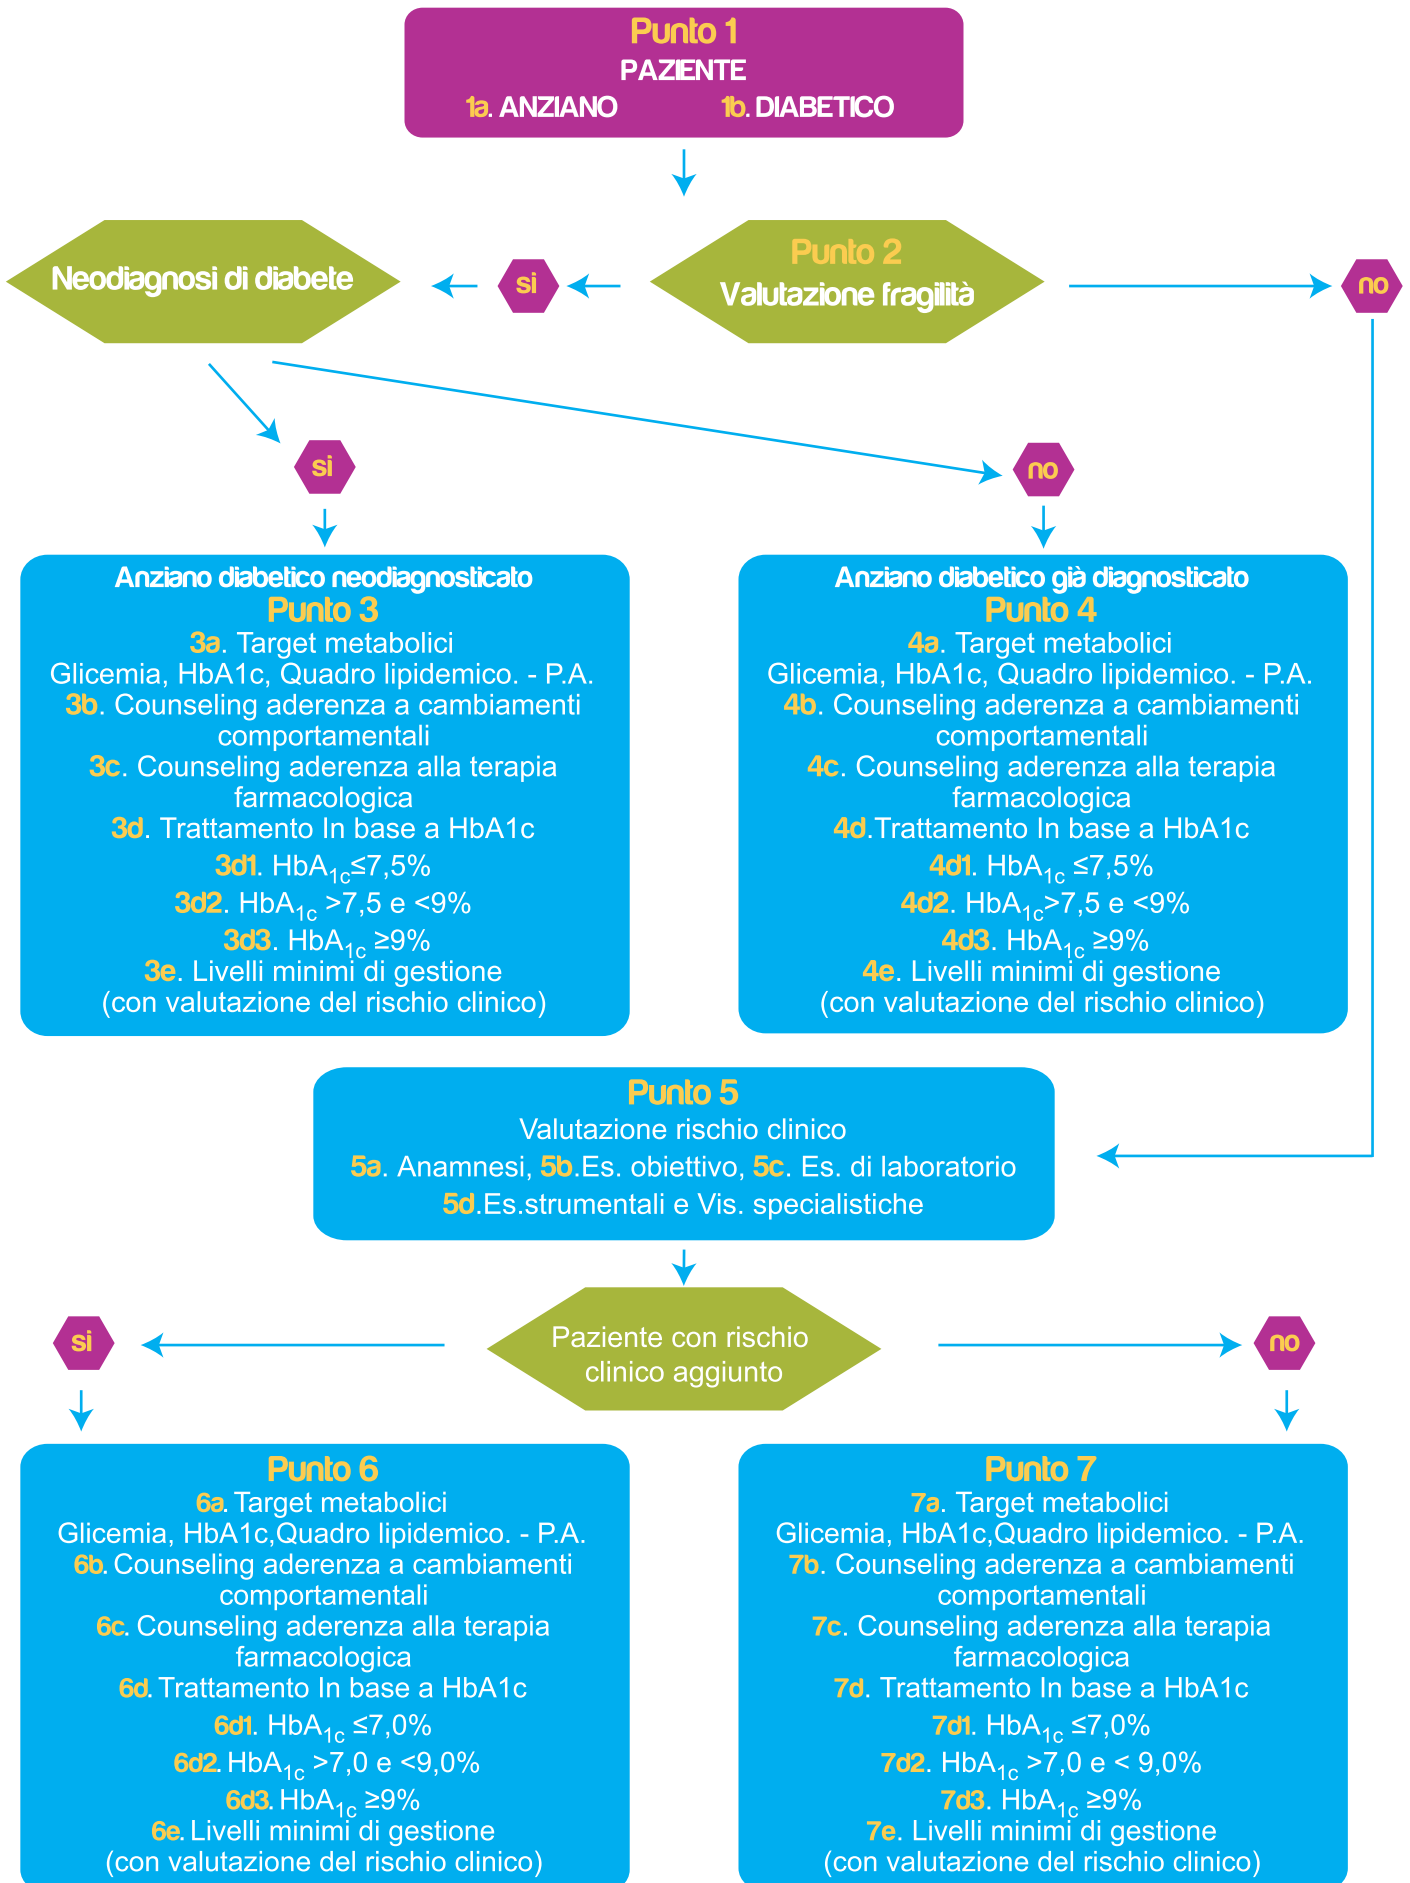 Punto 1
PAZIENTE
1a. ANZIANO 1b. DIABETICO
Neodiagnosi di diabete
si
Punto 2
Valutazione fragilità
no
si
no
Anziano diabetico neodiagnosticato
Punto 3
3a. Target metabolici
Glicemia, HbA1c, Quadro lipidemico. - P.A.
3b. Counseling aderenza a cambiamenti
comportamentali
3c. Counseling aderenza alla terapia
farmacologica
3d. Trattamento In base a HbA1c
3d1. HbA1c≤7,5%
3d2. HbA1c >7,5 e <9%
3d3. HbA1c ≥9%
3e. Livelli minimi di gestione
(con valutazione del rischio clinico)
Anziano diabetico già diagnosticato
Punto 4
4a. Target metabolici
Glicemia, HbA1c, Quadro lipidemico. - P.A.
4b. Counseling aderenza a cambiamenti
comportamentali
4c. Counseling aderenza alla terapia
farmacologica
4d.Trattamento In base a HbA1c
4d1. HbA1c ≤7,5%
4d2. HbA1c>7,5 e <9%
4d3. HbA1c ≥9%
4e. Livelli minimi di gestione
(con valutazione del rischio clinico)
Punto 5
Valutazione rischio clinico
5a. Anamnesi, 5b.Es. obiettivo, 5c. Es. di laboratorio
5d.Es.strumentali e Vis. specialistiche
si
Paziente con rischio
clinico aggiunto
no
Punto 6
6a. Target metabolici
Glicemia, HbA1c,Quadro lipidemico. - P.A.
6b. Counseling aderenza a cambiamenti
comportamentali
6c. Counseling aderenza alla terapia
farmacologica
6d. Trattamento In base a HbA1c
6d1. HbA1c ≤7,0%
6d2. HbA1c >7,0 e <9,0%
6d3. HbA1c ≥9%
6e. Livelli minimi di gestione
(con valutazione del rischio clinico)
Punto 7
7a. Target metabolici
Glicemia, HbA1c,Quadro lipidemico. - P.A.
7b. Counseling aderenza a cambiamenti
comportamentali
7c. Counseling aderenza alla terapia
farmacologica
7d. Trattamento In base a HbA1c
7d1. HbA1c ≤7,0%
7d2. HbA1c >7,0 e < 9,0%
7d3. HbA1c ≥9%
7e. Livelli minimi di gestione
(con valutazione del rischio clinico)